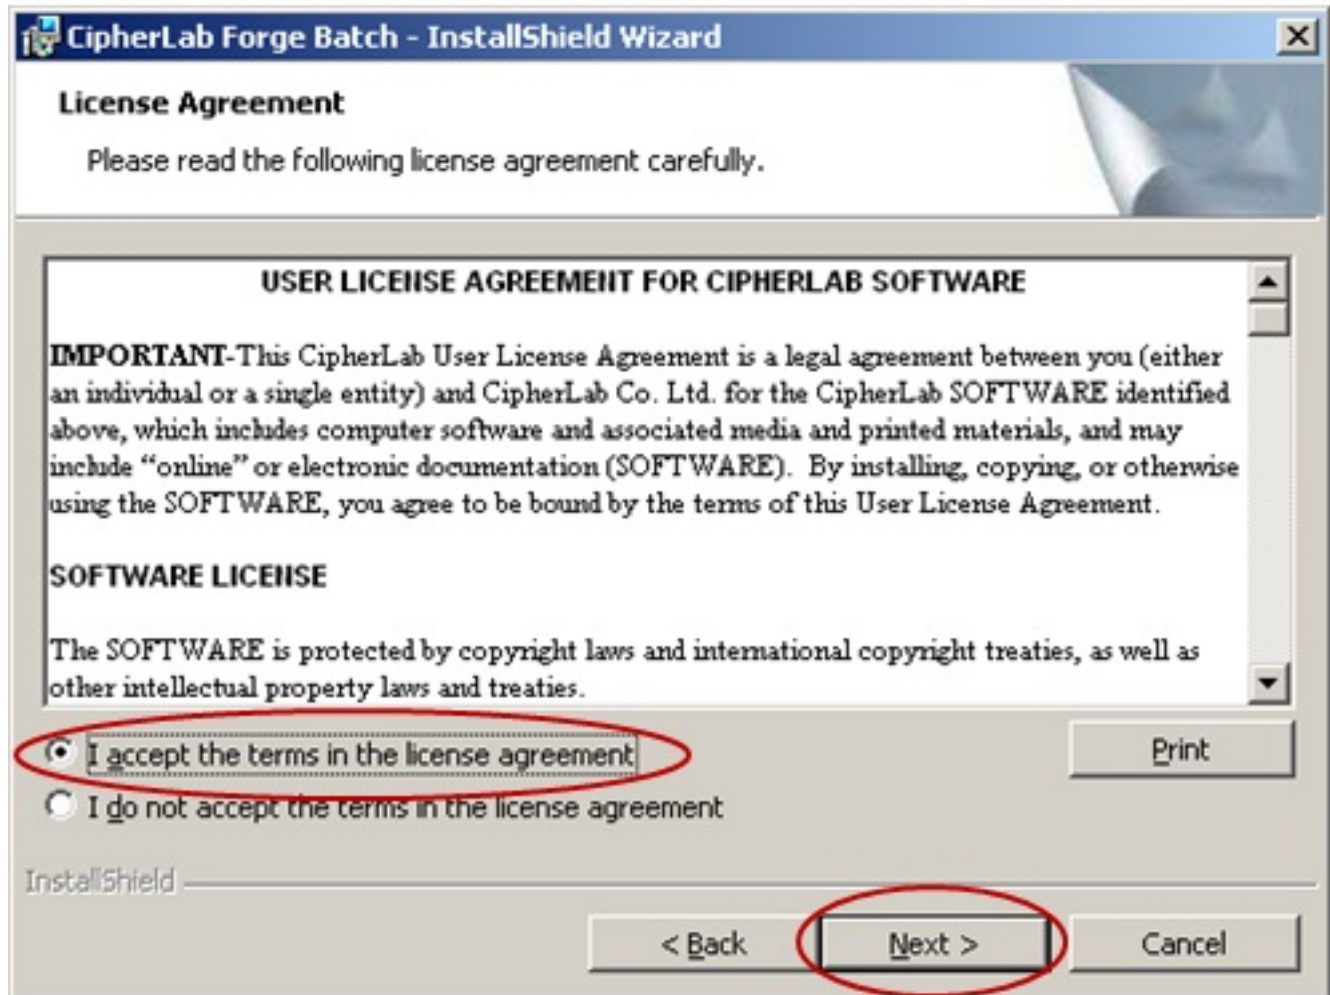 CipherLab Forge Batch - InstallShield Wizard
License Agreement
Please read the following license agreement carefully.
USER LICENSE AGREEMENT FOR CIPHERLAB SOFTWARE
IMPORTANT-This CipherLab User License Agreement is a legal agreement between you (either
an individual or a single entity) and CipherLab Co. Ltd. for the CipherLab SOFTWARE identified
above, which includes computer software and associated media and printed materials, and may
include “online” or electronic documentation (SOFTWARE).  By installing, copying, or otherwise
using the SOFTWARE, you agree to be bound by the terms of this User License Agreement.
SOFTWARE LICENSE
The SOFTWARE is protected by copyright laws and international copyright treaties, as well as
other intellectual property laws and treaties.
I accept the terms in the license agreement
Print
I do not accept the terms in the license agreement
InstallShield
< Back Next > Cancel